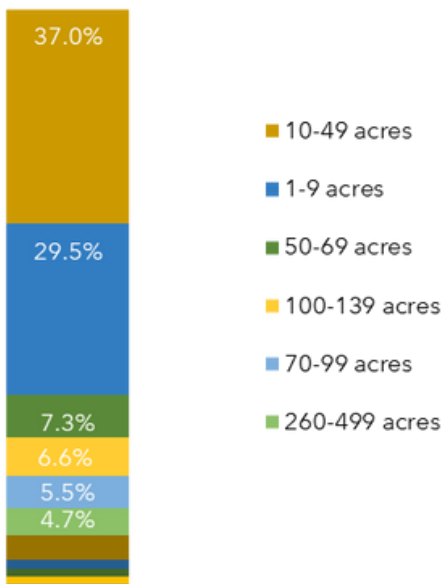 37.0%
29.5%
7.3%
6.6%
5.5%
4.7%
10-49 acres
1-9 acres
50-69 acres
100-139 acres
70-99 acres
260-499 acres